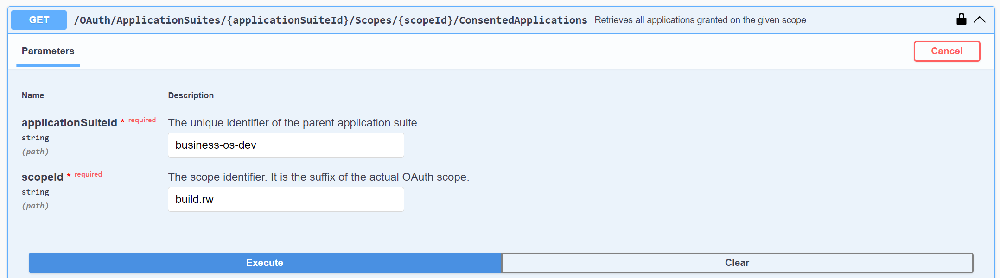 GET /OAuth/ApplicationSuites/{applicationSuiteId}/Scopes/{scopeId}/ConsentedApplications Retrieves all applications granted on the given scope
Parameters Cancel
Name Description
applicationSuiteId * required The unique identifier of the parent application suite.
string
business-os-dev
(path)
scopeId * required The scope identifier. It is the suffix of the actual OAuth scope.
string
build.rw
(path)
Execute Clear